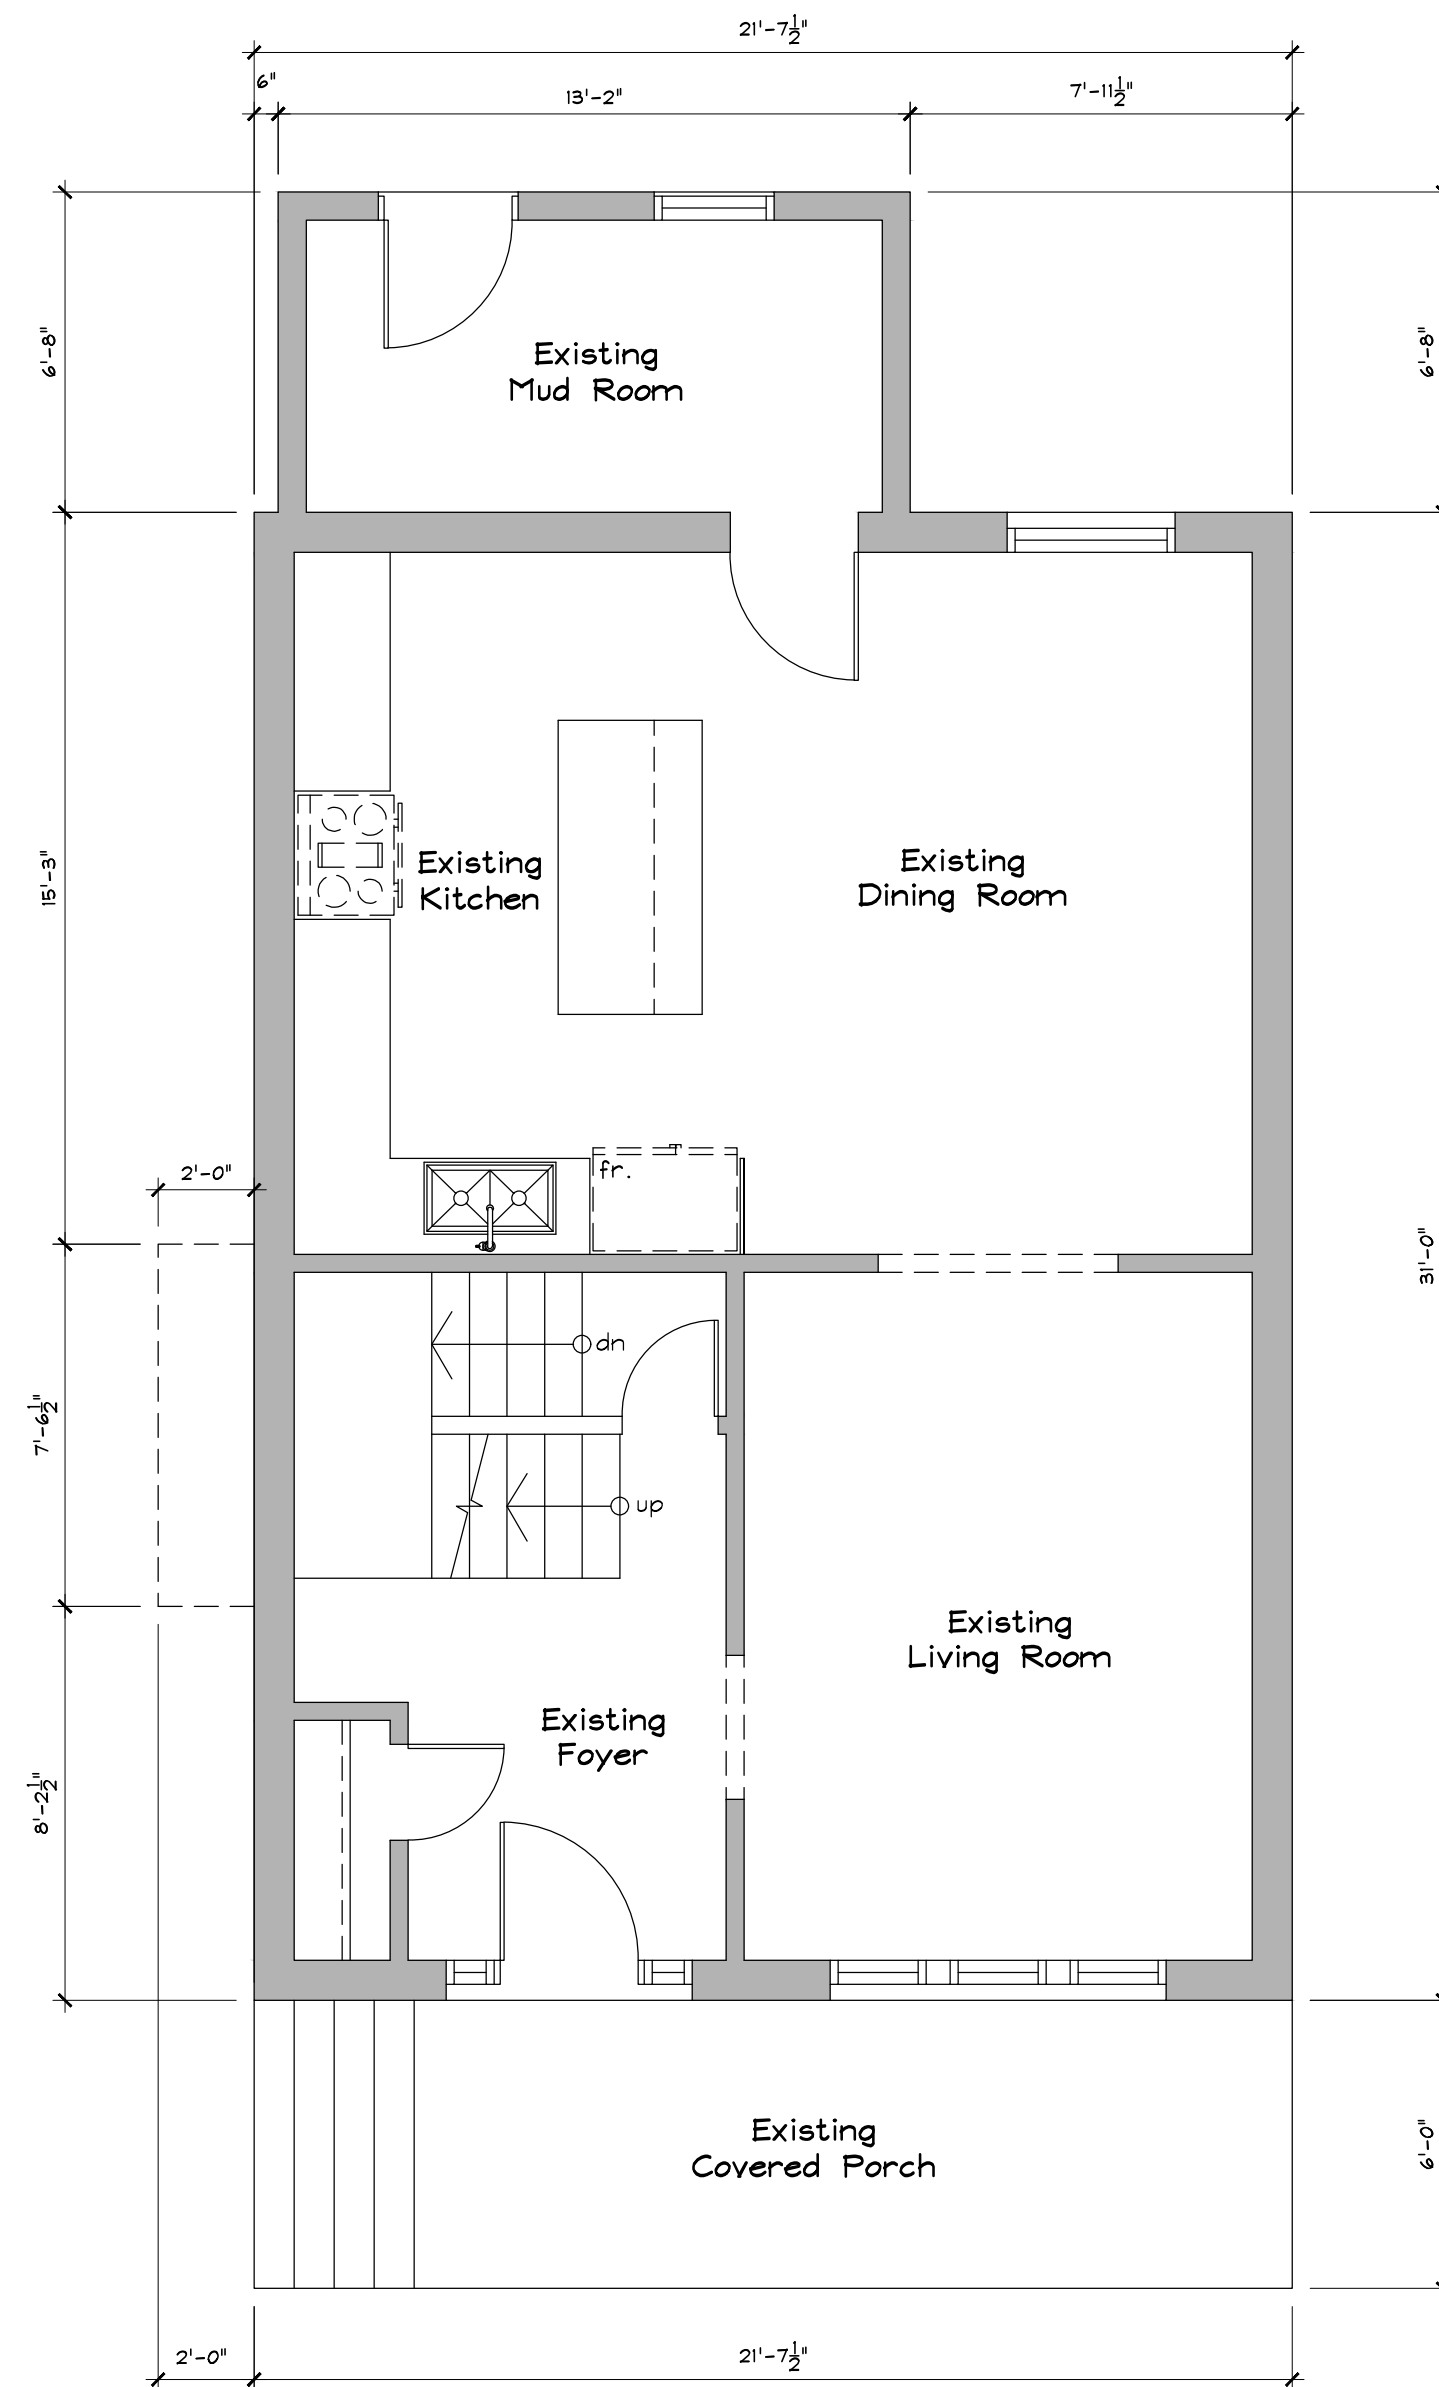 21'-7½"
6"
13'-2"
7'-11½"
6'-8"
6'-8"
Existing
Mud Room
15'-3"
Existing
Kitchen
Existing
Dining Room
2'-0"
fr.
31'-0"
dn
7'-6½"
up
Existing
Living Room
Existing
Foyer
8'-2½"
Existing
Covered Porch
6'-0"
2'-0"
21'-7½"